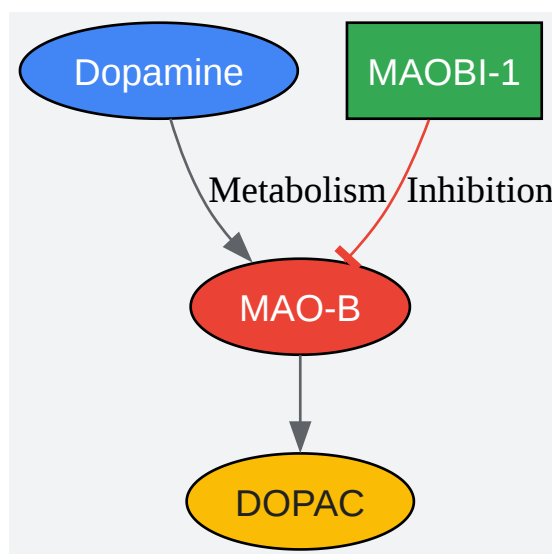 Dopamine
MAOBI-1
Metabolism
Inhibition
MAO-B
DOPAC